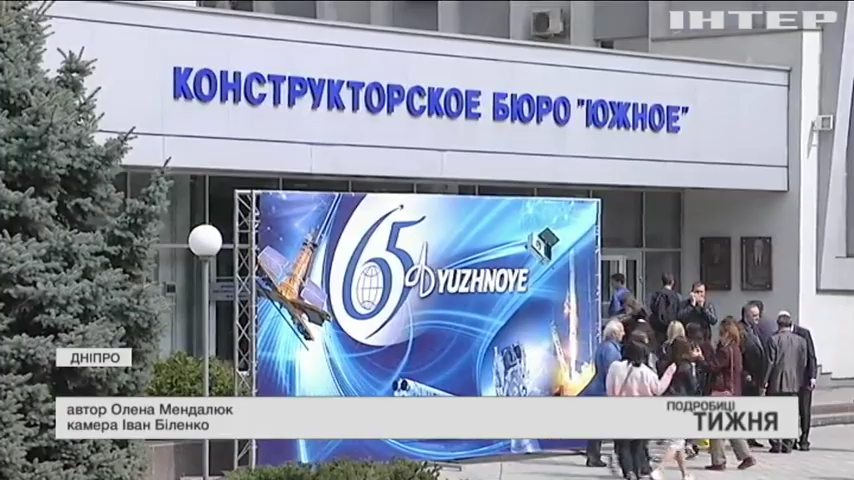 ІНТЕР
КОНСТРУКТОРСКОЕ БЮРО "ЮЖНОЕ"
65
YUZHNOYE
ДНІПРО
автор Олена Мендалюк
камера Іван Біленко
ПОДРОБИЦІ
ТИЖНЯ